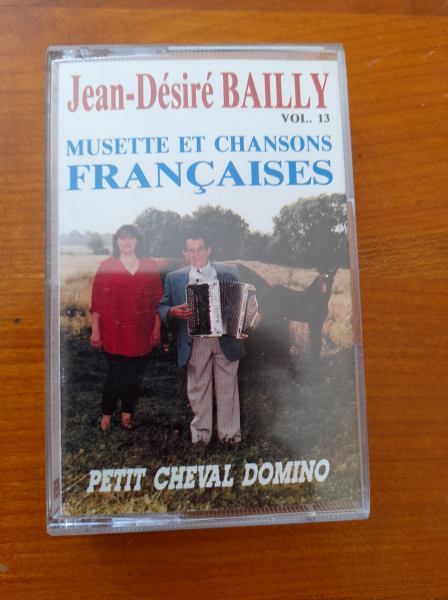 Jean-Désiré BAILLY
VOL. 13
MUSETTE ET CHANSONS
FRANÇAISES
PETIT CHEVAL DOMINO